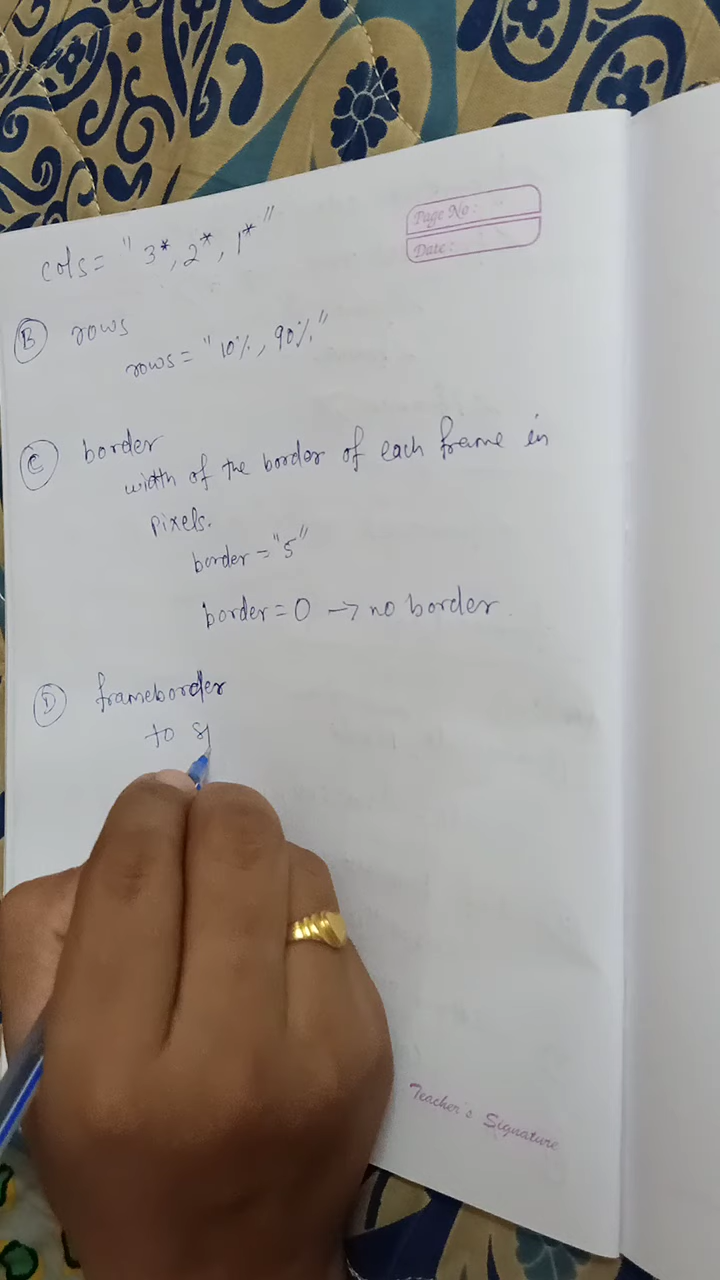 Page No :
Date :
cols = "3*, 2*, 1*"
B rows
rows = "10%, 90%"
C border
width of the border of each frame in
pixels.
border = "5"
border = 0 → no border
D frameborder
to
Teacher's Signature